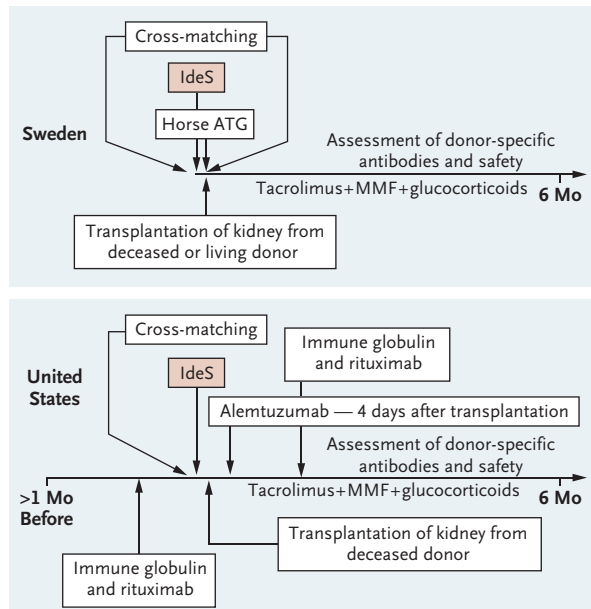 Cross-matching
IdeS
Horse ATG
Sweden
Assessment of donor-specific
antibodies and safety
Tacrolimus+MMF+glucocorticoids
6 Mo
Transplantation of kidney from
deceased or living donor
Cross-matching
Immune globulin
and rituximab
IdeS
United
States
Alemtuzumab — 4 days after transplantation
Assessment of donor-specific
antibodies and safety
>1 Mo
Before
Tacrolimus+MMF+glucocorticoids
6 Mo
Transplantation of kidney from
deceased donor
Immune globulin
and rituximab